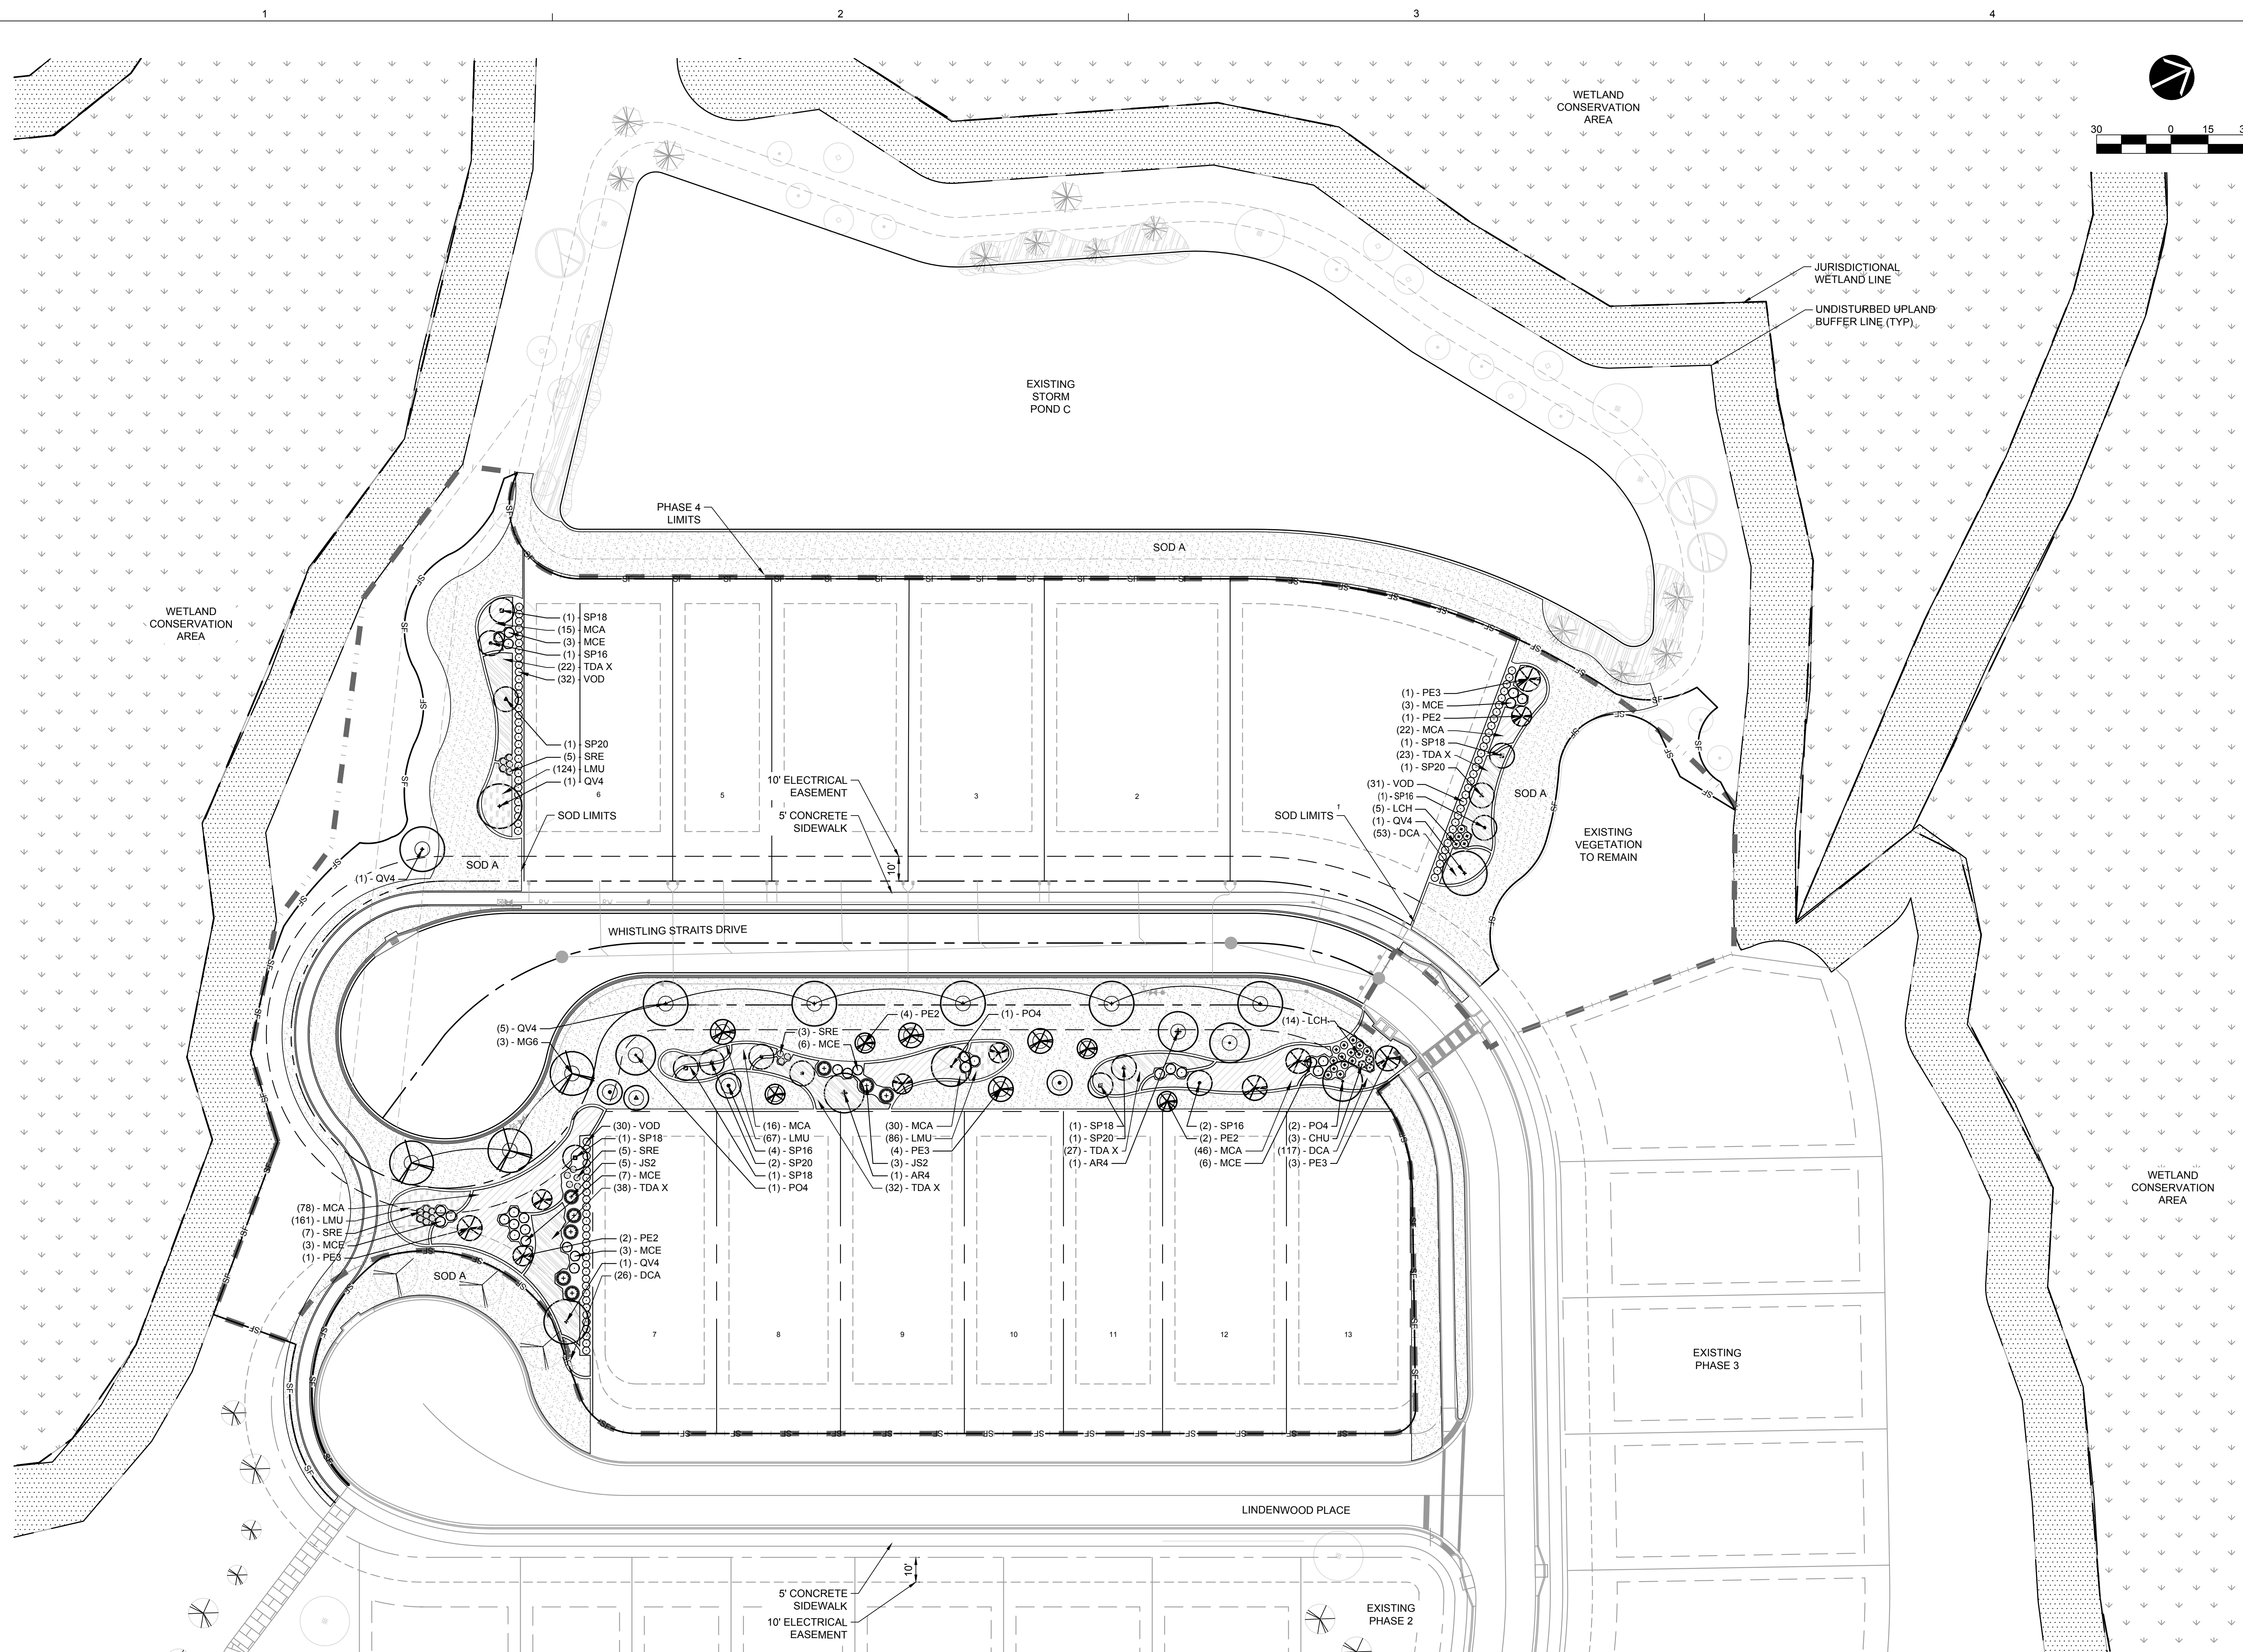 1
2
3
4
WETLAND
CONSERVATION
AREA
30
0
15
JURISDICTIONAL
WETLAND LINE
UNDISTURBED UPLAND
BUFFER LINE (TYP)
EXISTING
STORM
POND C
PHASE 4
LIMITS
SOD A
WETLAND
CONSERVATION
AREA
(1) - SP18
(15) - MCA
(3) - MCE
(1) - SP16
(22) - TDA X
(32) - VOD
(1) - SP20
(5) - SRE
(124) - LMU
(1) - QV4
6
5
3
2
SOD LIMITS
SOD A
(1) - QV4
10' ELECTRICAL
EASEMENT
5' CONCRETE
SIDEWALK
10'
(1) - PE3
(3) - MCE
(1) - PE2
(22) - MCA
(1) - SP18
(23) - TDA X
(1) - SP20
(31) - VOD
(1) - SP16
(5) - LCH
(1) - QV4
(53) - DCA
SOD LIMITS
SOD A
EXISTING
VEGETATION
TO REMAIN
WHISTLING STRAITS DRIVE
(5) - QV4
(3) - MG6
(3) - SRE
(6) - MCE
(4) - PE2
(1) - PO4
(14) - LCH
(30) - VOD
(1) - SP18
(5) - SRE
(5) - JS2
(7) - MCE
(38) - TDA X
(16) - MCA
(67) - LMU
(4) - SP16
(2) - SP20
(1) - SP18
(1) - PO4
(30) - MCA
(86) - LMU
(4) - PE3
(3) - JS2
(1) - AR4
(32) - TDA X
(1) - SP18
(1) - SP20
(27) - TDA X
(1) - AR4
(2) - SP16
(2) - PE2
(46) - MCA
(6) - MCE
(2) - PO4
(3) - CHU
(117) - DCA
(3) - PE3
(78) - MCA
(161) - LMU
(7) - SRE
(3) - MCE
(1) - PE3
(2) - PE2
(3) - MCE
(1) - QV4
(26) - DCA
SOD A
7
8
9
10
11
12
13
EXISTING
PHASE 3
WETLAND
CONSERVATION
AREA
LINDENWOOD PLACE
10'
5' CONCRETE
SIDEWALK
10' ELECTRICAL
EASEMENT
EXISTING
PHASE 2